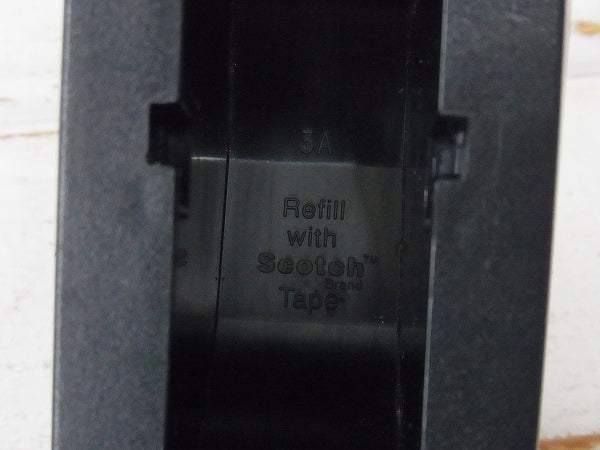 3A
Refill
with
Scotch™
Brand
Tape